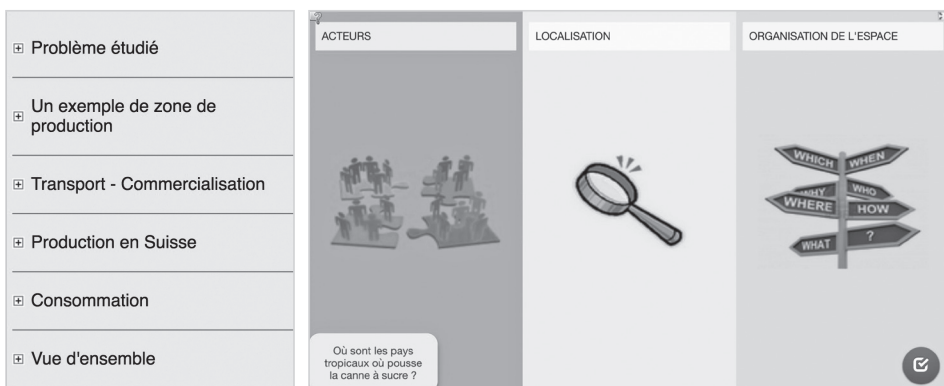 Problème étudié
Un exemple de zone de
production
Transport - Commercialisation
Production en Suisse
Consommation
Vue d'ensemble
ACTEURS
LOCALISATION
ORGANISATION DE L'ESPACE
WHICH
WHEN
WHY
WHO
WHERE
HOW
WHAT
?
Où sont les pays
tropicaux où pousse
la canne à sucre ?